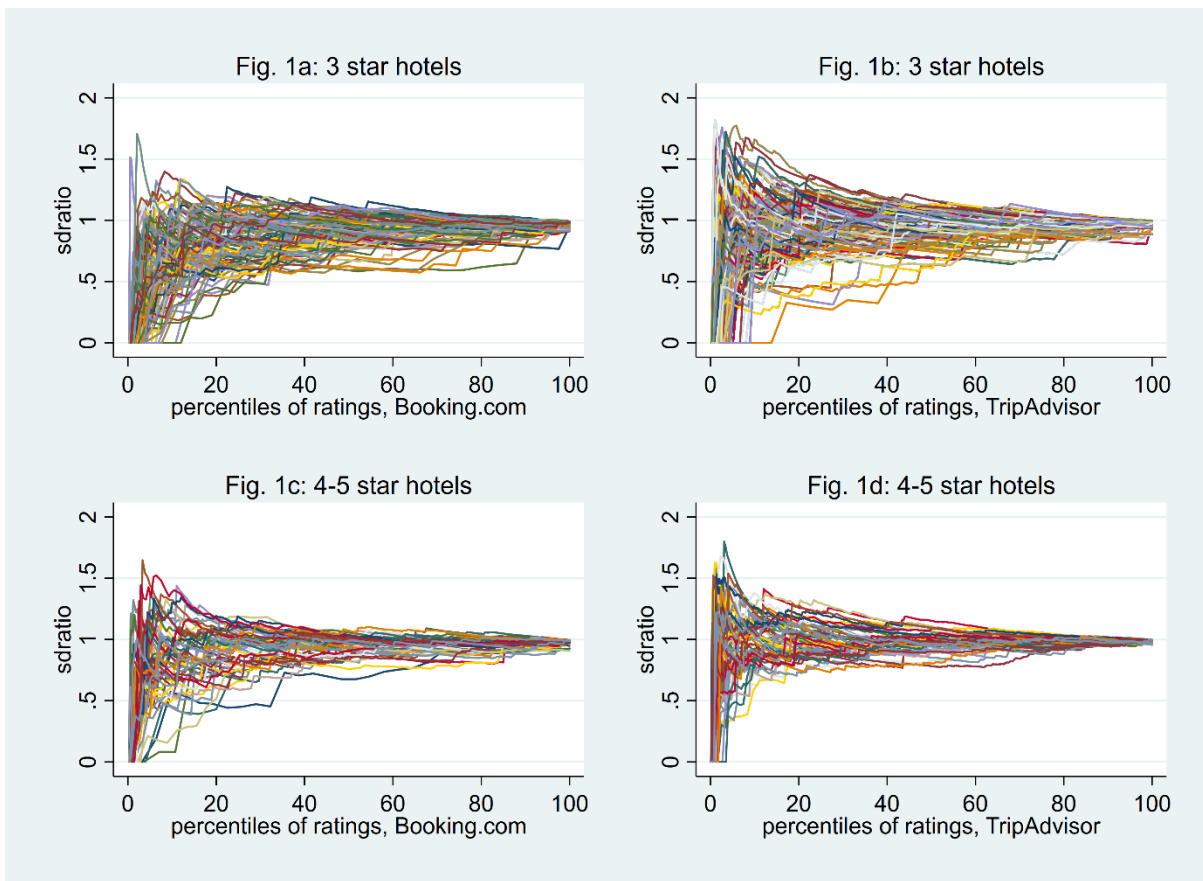 Fig. 1a: 3 star hotels
sdratio
2
1.5
1
.5
0
0 20 40 60 80 100
percentiles of ratings, Booking.com
Fig. 1b: 3 star hotels
sdratio
2
1.5
1
.5
0
0 20 40 60 80 100
percentiles of ratings, TripAdvisor
Fig. 1c: 4-5 star hotels
sdratio
2
1.5
1
.5
0
0 20 40 60 80 100
percentiles of ratings, Booking.com
Fig. 1d: 4-5 star hotels
sdratio
2
1.5
1
.5
0
0 20 40 60 80 100
percentiles of ratings, TripAdvisor